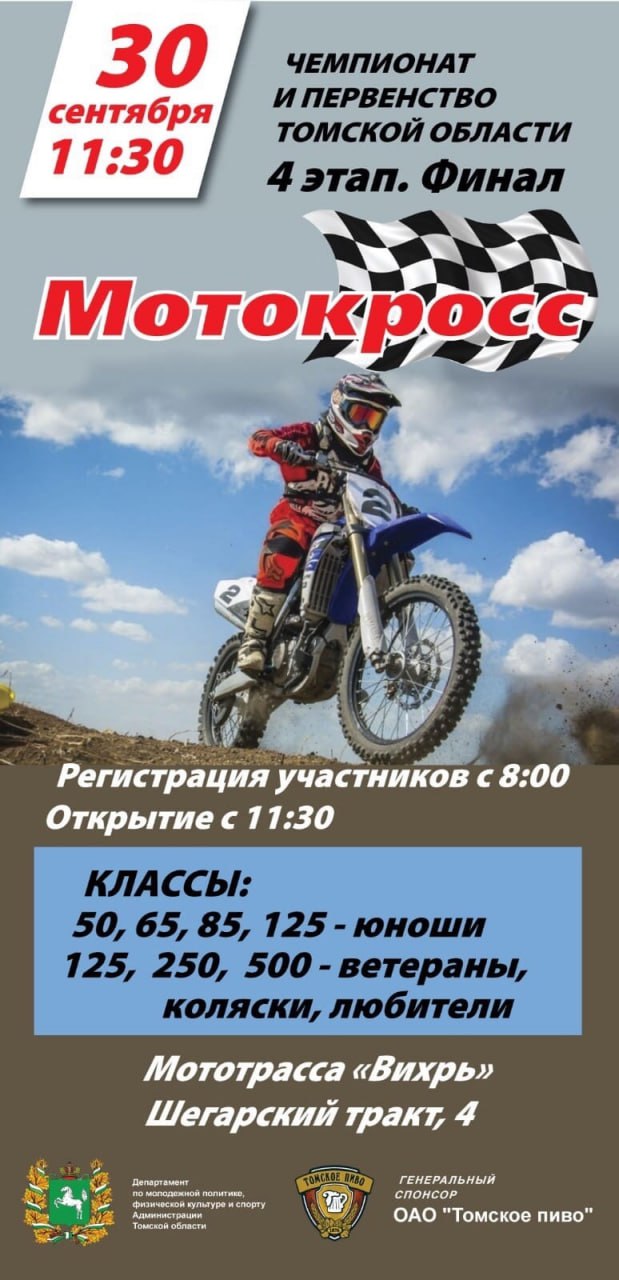 30
сентября
11:30
ЧЕМПИОНАТ
И ПЕРВЕНСТВО
ТОМСКОЙ ОБЛАСТИ
4 этап. Финал
Мотокросс
2
2
Регистрация участников с 8:00
Открытие с 11:30
КЛАССЫ:
50, 65, 85, 125 - юноши
125, 250, 500 - ветераны,
коляски, любители
Мототрасса «Вихрь»
Шегарский тракт, 4
Департамент
по молодежной политике,
физической культуре и спорту
Администрации
Томской области
ТОМСКОЕ ПИВО
ГЕНЕРАЛЬНЫЙ
СПОНСОР
ОАО "Томское пиво"